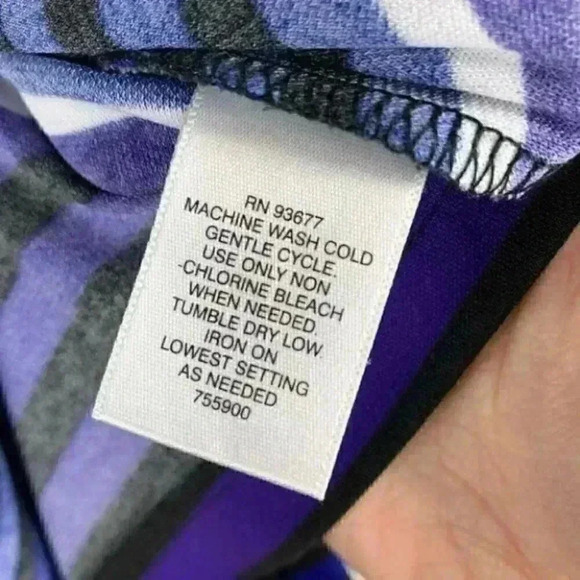 RN 93677
MACHINE WASH COLD
GENTLE CYCLE.
USE ONLY NON
-CHLORINE BLEACH
WHEN NEEDED.
TUMBLE DRY LOW.
IRON ON
LOWEST SETTING
AS NEEDED
755900